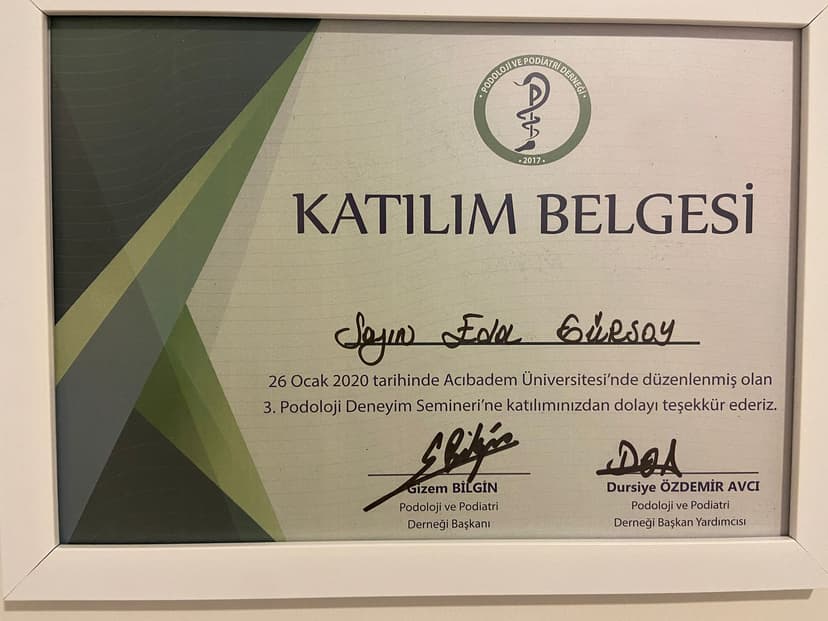 • PODOLOJİ VE PODİATRİ DERNEĞİ •
• 2017 •
KATILIM BELGESİ
Sayın Eda GÜRSOY
26 Ocak 2020 tarihinde Acıbadem Üniversitesi'nde düzenlenmiş olan
3. Podoloji Deneyim Semineri'ne katılımınızdan dolayı teşekkür ederiz.
GBilgin DOA
Gizem BİLGİN Dursiye ÖZDEMİR AVCI
Podoloji ve Podiatri Podoloji ve Podiatri
Derneği Başkanı Derneği Başkan Yardımcısı